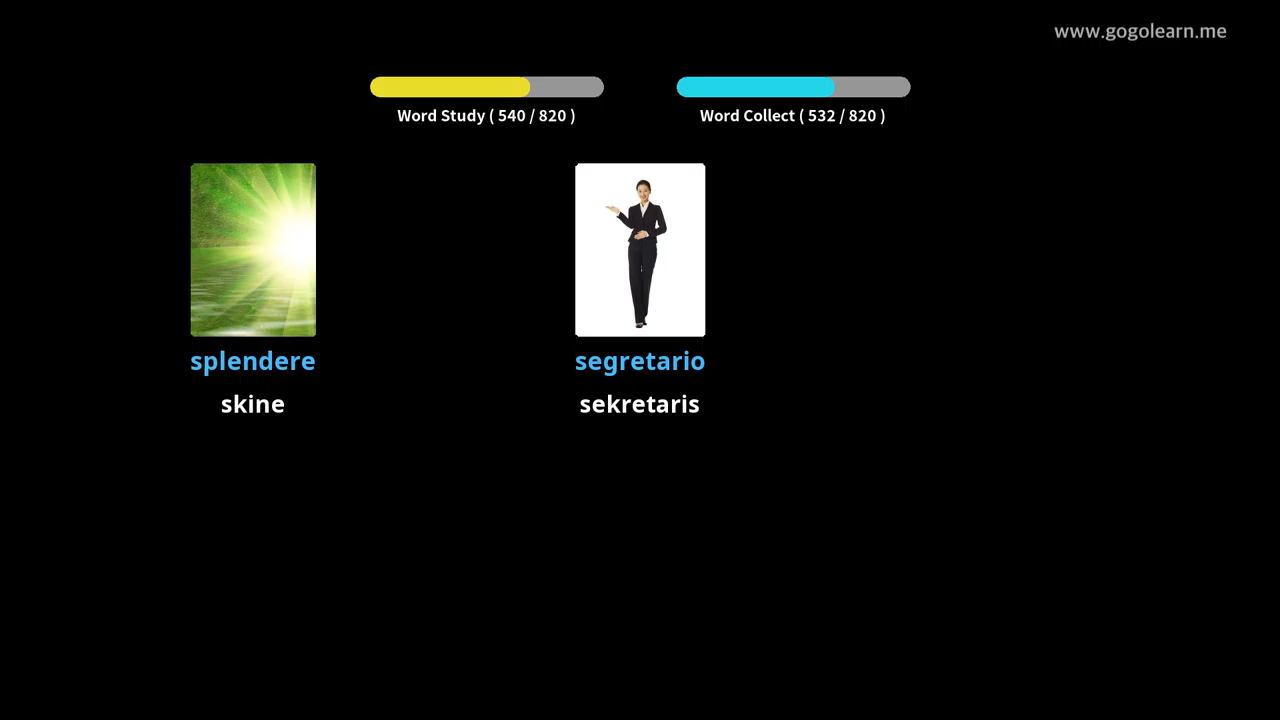 www.gogolearn.me
Word Study ( 540 / 820 )
Word Collect ( 532 / 820 )
splendere
skine
segretario
sekretaris